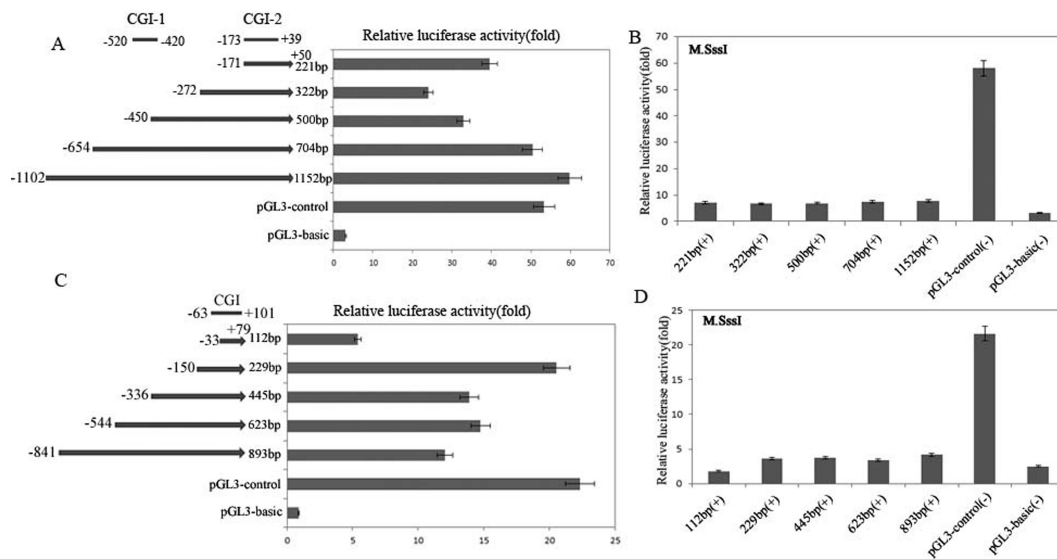 A
CGI-1
CGI-2
-520 -420
-173 +39
Relative luciferase activity(fold)
+50
-171 221bp
-272 322bp
-450 500bp
-654 704bp
-1102 1152bp
pGL3-control
pGL3-basic
0 10 20 30 40 50 60 70
B
M.SssI
Relative luciferase activity(fold)
70
60
50
40
30
20
10
0
221bp(+) 322bp(+) 500bp(+) 704bp(+) 1152bp(+) pGL3-control(-) pGL3-basic(-)
C
CGI
-63 +101
Relative luciferase activity(fold)
+79
-33 112bp
-150 229bp
-336 445bp
-544 623bp
-841 893bp
pGL3-control
pGL3-basic
0 5 10 15 20 25
D
M.SssI
Relative luciferase activity(fold)
25
20
15
10
5
0
112bp(+) 229bp(+) 445bp(+) 623bp(+) 893bp(+) pGL3-control(-) pGL3-basic(-)